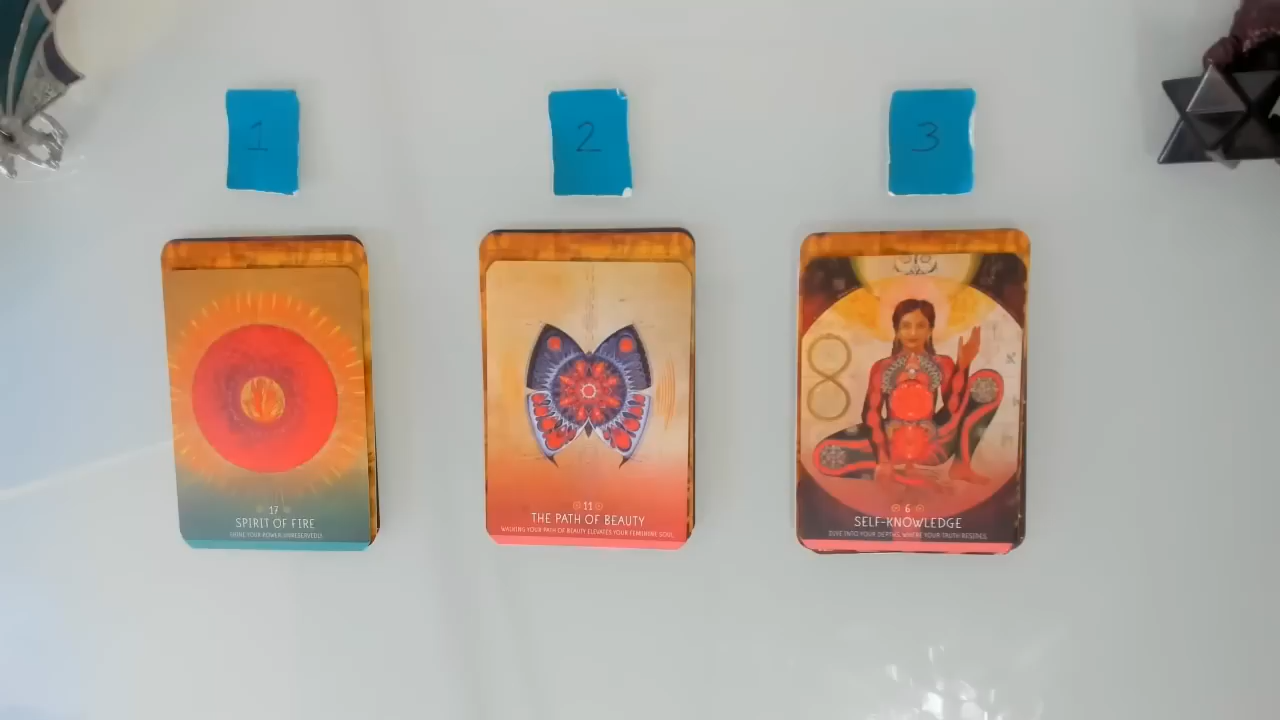 1
2
3
17
SPIRIT OF FIRE
SHINE YOUR POWER UNRESERVEDLY
11
THE PATH OF BEAUTY
WALKING YOUR PATH OF BEAUTY ELEVATES YOUR FEMININE SOUL.
6
SELF-KNOWLEDGE
DIVE INTO YOUR DEPTHS, WHERE YOUR TRUTH RESIDES.